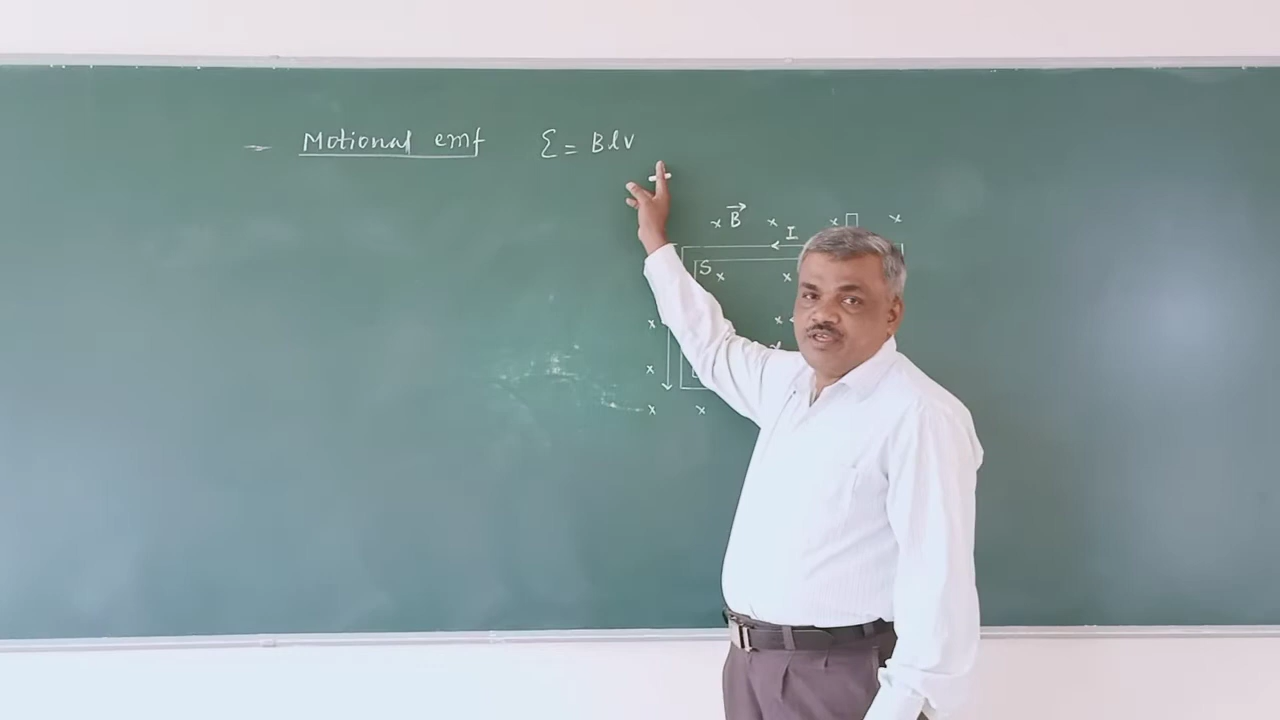 - Motional emf ε = Blv
x B⃗ x x x
I
S x x
x x
x x
x x